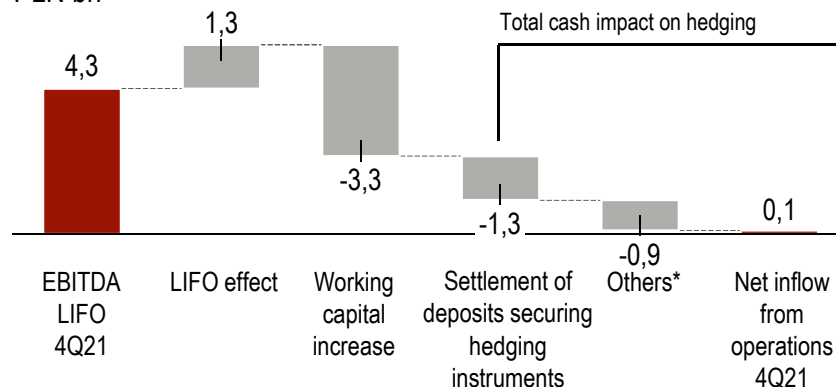 PLN bn
Total cash impact on hedging
4,3
1,3
-3,3
-1,3
-0,9
0,1
EBITDA
LIFO
4Q21
LIFO effect
Working
capital
increase
Settlement of
deposits securing
hedging
instruments
Others*
Net inflow
from
operations
4Q21